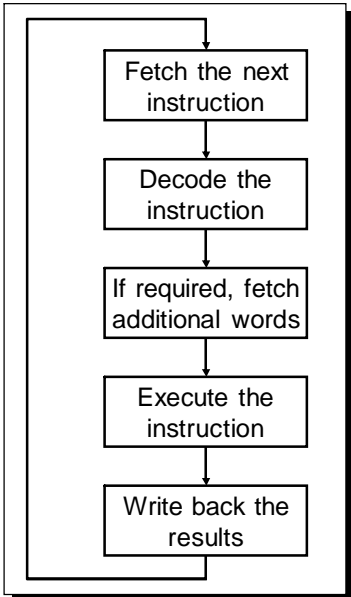 Fetch the next
instruction
Decode the
instruction
If required, fetch
additional words
Execute the
instruction
Write back the
results